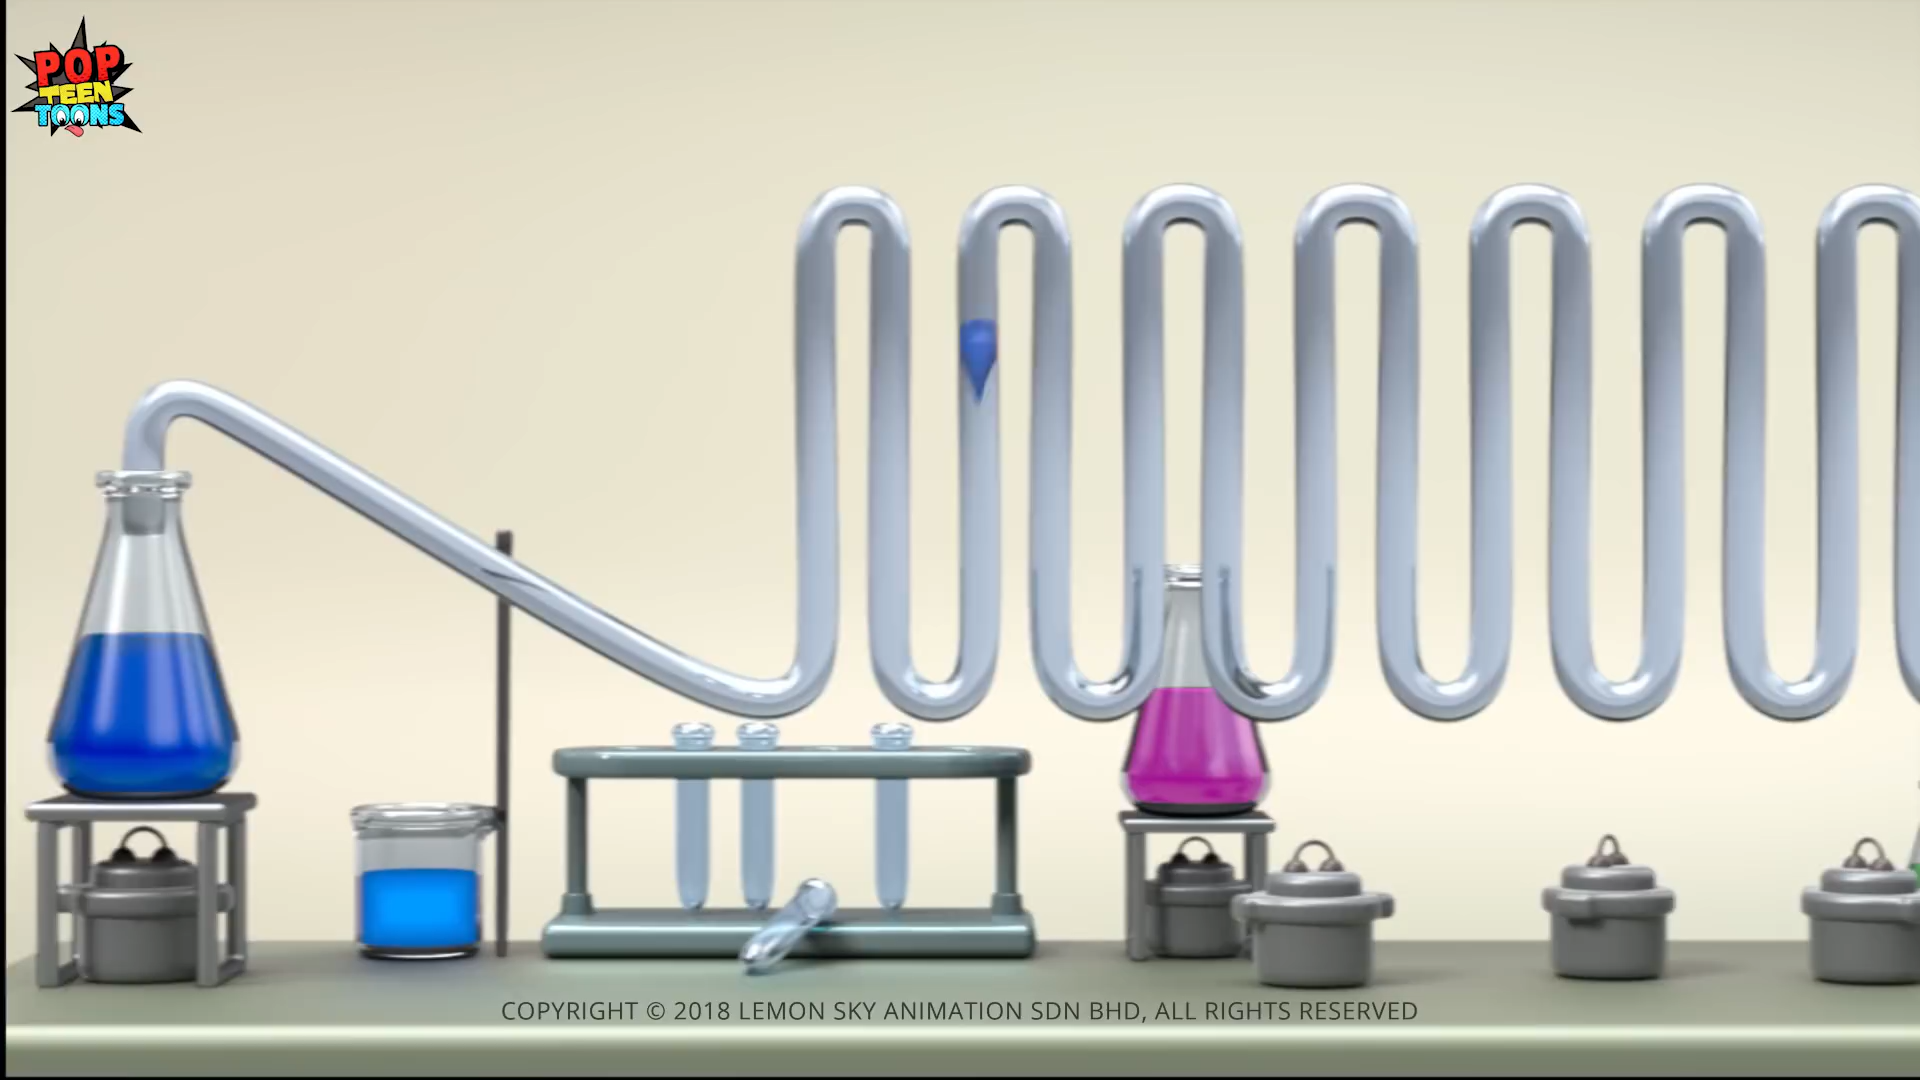 POP
TEEN
TOONS
COPYRIGHT © 2018 LEMON SKY ANIMATION SDN BHD, ALL RIGHTS RESERVED